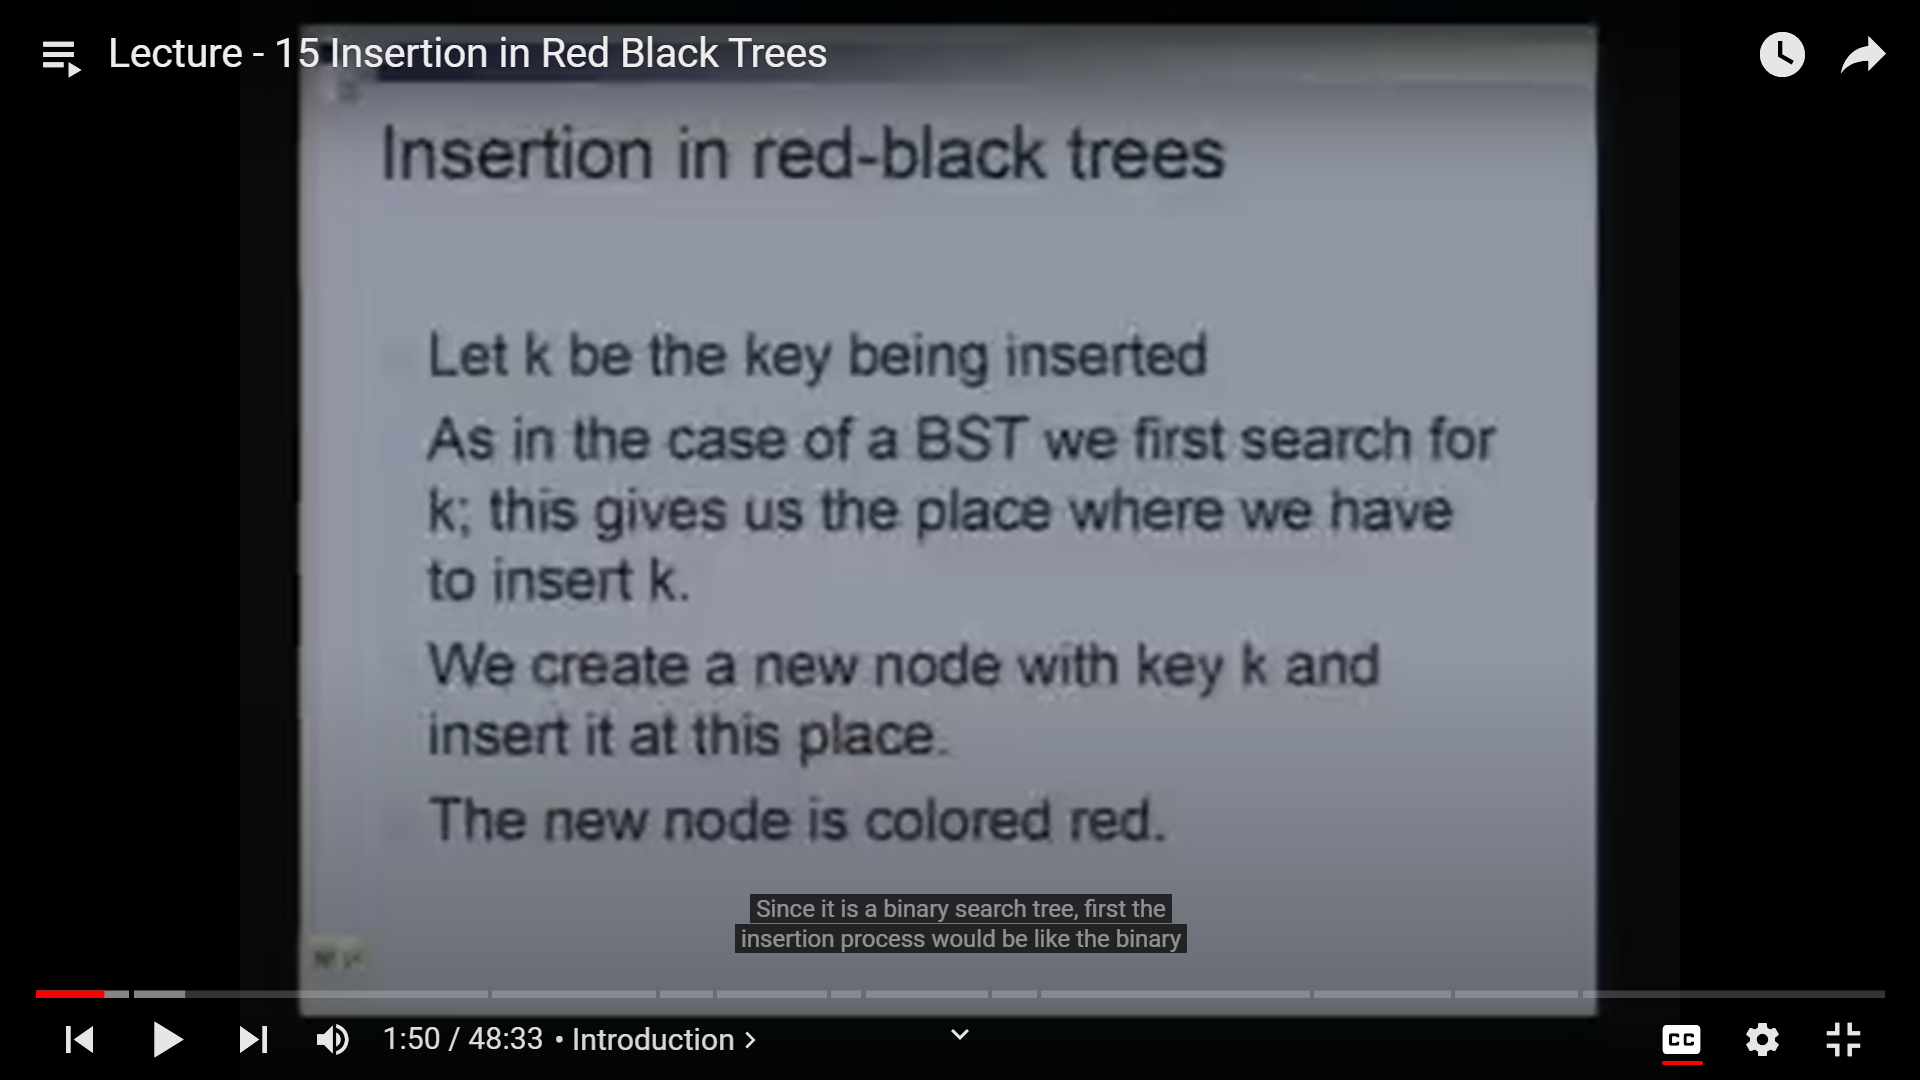 Lecture - 15 Insertion in Red Black Trees
Insertion in red-black trees
Let k be the key being inserted
As in the case of a BST we first search for
k; this gives us the place where we have
to insert k.
We create a new node with key k and
insert it at this place.
The new node is colored red.
Since it is a binary search tree, first the
insertion process would be like the binary
1:50 / 48:33 • Introduction >
CC